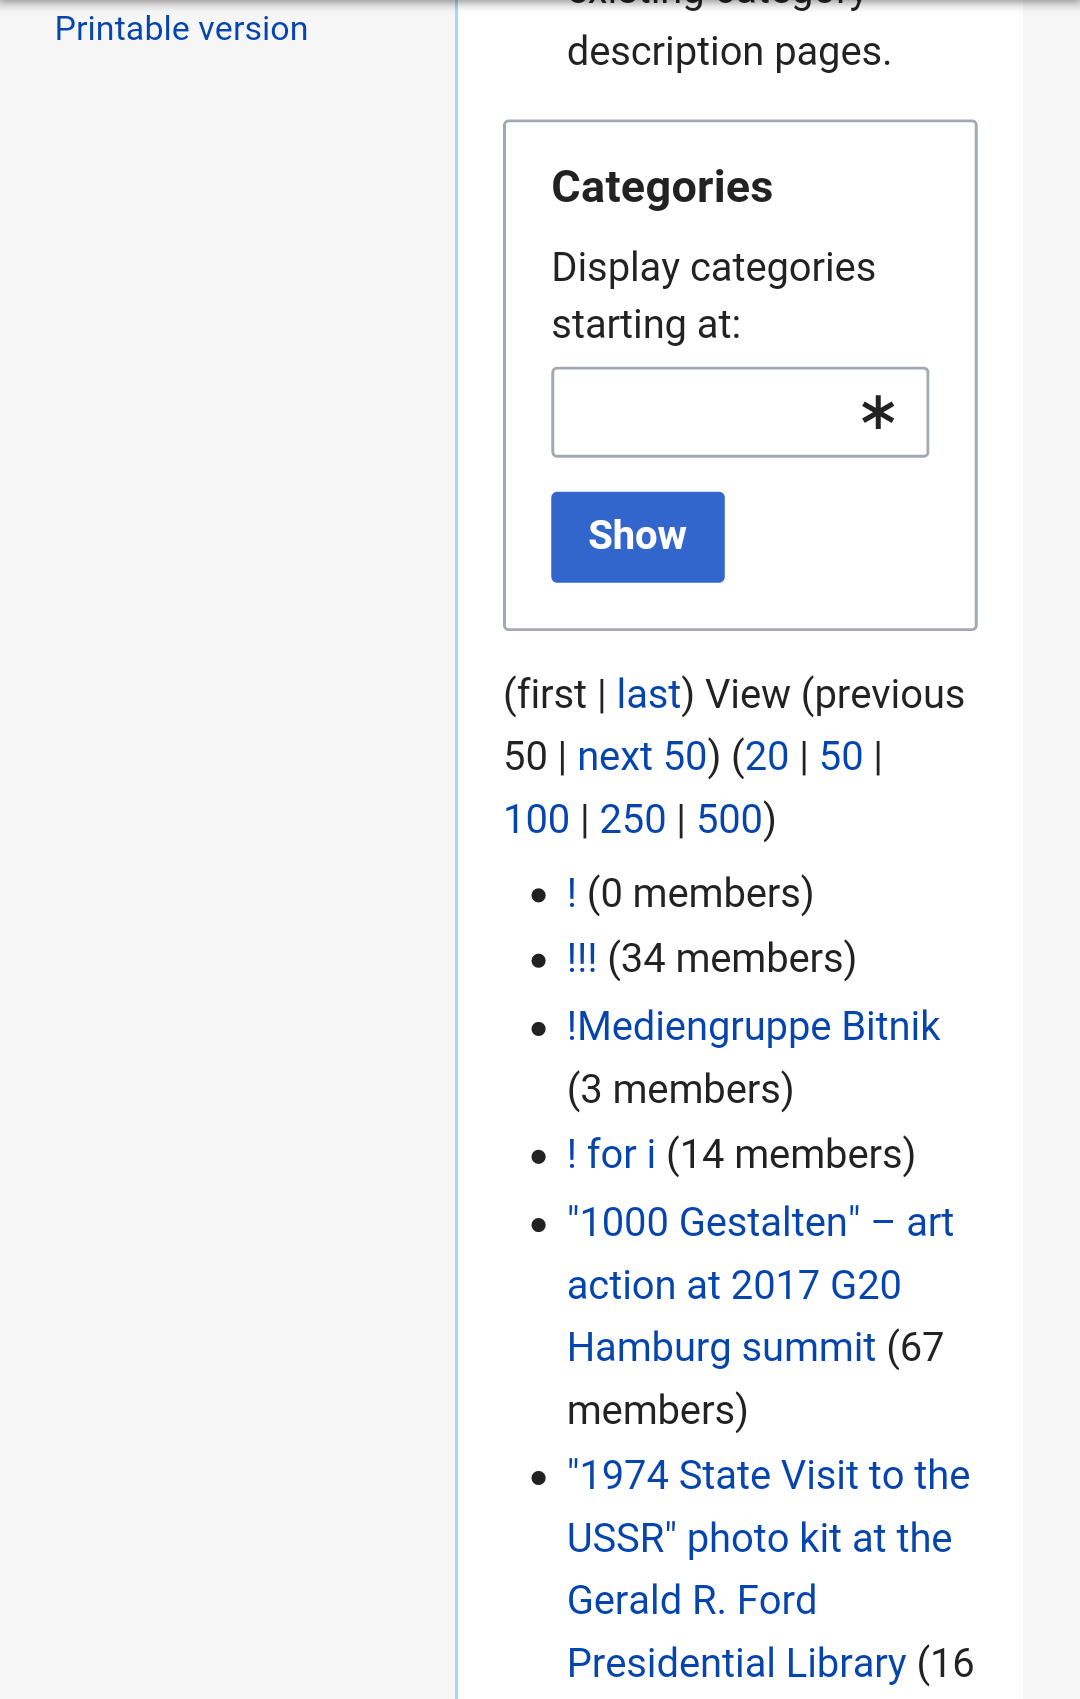 Printable version
existing category
description pages.
Categories
Display categories
starting at:
*
Show
(first | last) View (previous
50 | next 50) (20 | 50 |
100 | 250 | 500)
• ! (0 members)
• !!! (34 members)
• !Mediengruppe Bitnik
(3 members)
• ! for i (14 members)
• "1000 Gestalten" – art
action at 2017 G20
Hamburg summit (67
members)
• "1974 State Visit to the
USSR" photo kit at the
Gerald R. Ford
Presidential Library (16